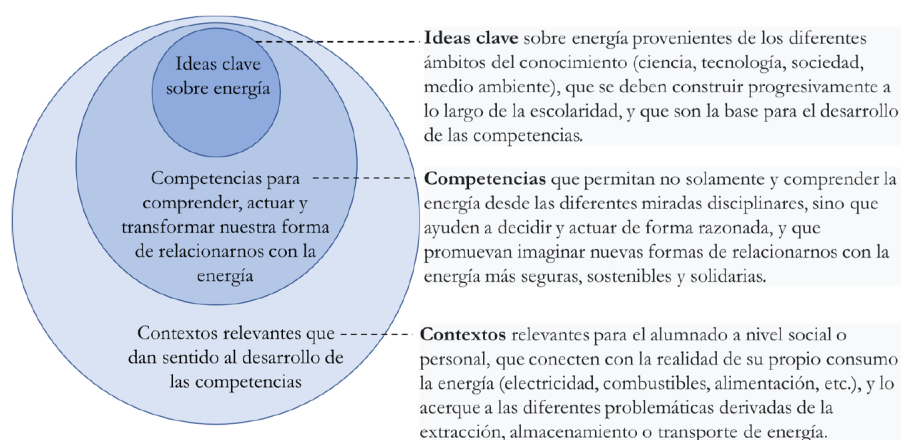 Ideas clave
sobre energía
Ideas clave sobre energía provenientes de los diferentes
ámbitos del conocimiento (ciencia, tecnología, sociedad,
medio ambiente), que se deben construir progresivamente a
lo largo de la escolaridad, y que son la base para el desarrollo
de las competencias.
Competencias para
comprender, actuar y
transformar nuestra forma
de relacionarnos con la
energía
Competencias que permitan no solamente y comprender la
energía desde las diferentes miradas disciplinares, sino que
ayuden a decidir y actuar de forma razonada, y que
promuevan imaginar nuevas formas de relacionarnos con la
energía más seguras, sostenibles y solidarias.
Contextos relevantes que
dan sentido al desarrollo de
las competencias
Contextos relevantes para el alumnado a nivel social o
personal, que conecten con la realidad de su propio consumo
la energía (electricidad, combustibles, alimentación, etc.), y lo
acerque a las diferentes problemáticas derivadas de la
extracción, almacenamiento o transporte de energía.